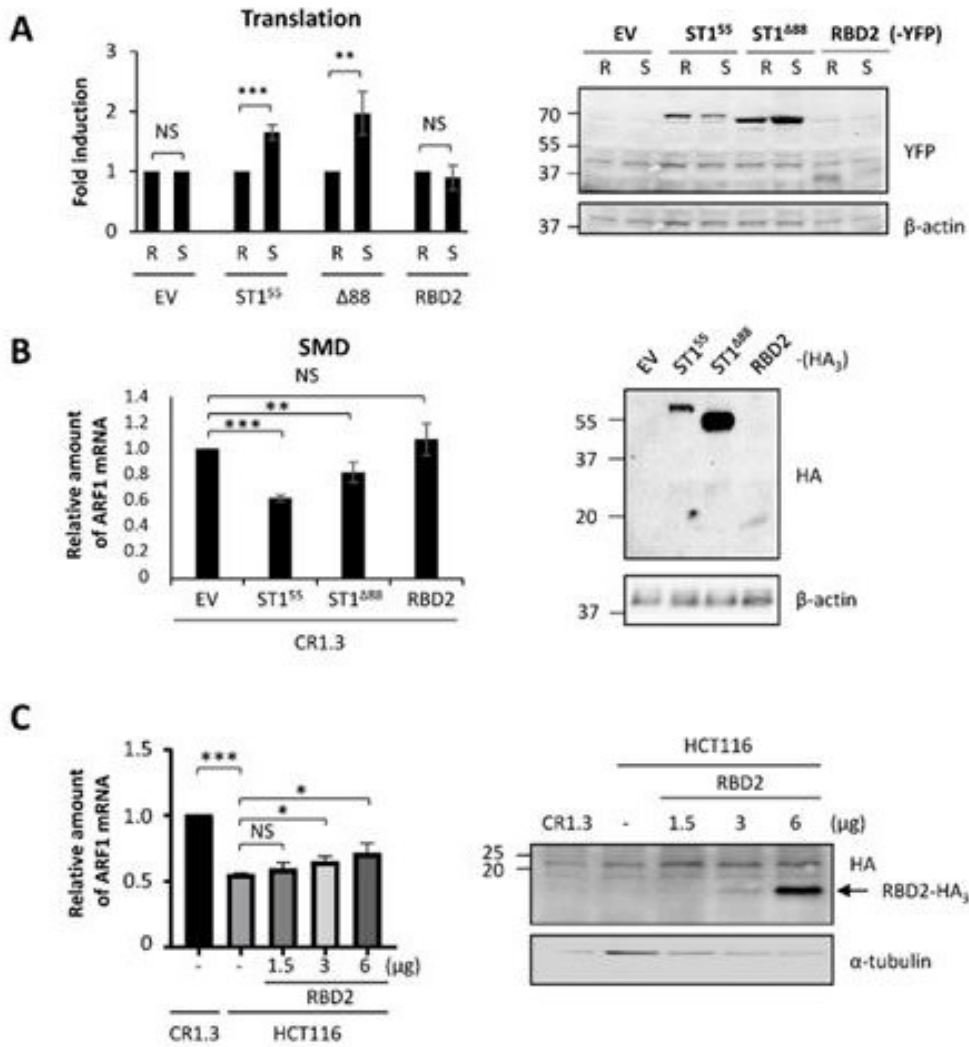 A
Translation
Fold induction
3
2
1
0
NS
***
**
NS
R S R S R S R S
EV ST1⁵⁵ Δ88 RBD2
EV ST1⁵⁵ ST1^Δ88 RBD2 (-YFP)
R S R S R S R S
70
55
37
YFP
37
β-actin
B
SMD
NS
**
***
Relative amount
of ARF1 mRNA
1.4
1.2
1.0
0.8
0.6
0.4
0.2
0
EV ST1⁵⁵ ST1^Δ88 RBD2
CR1.3
EV ST1⁵⁵ ST1^Δ88 RBD2 -(HA₃)
55
37
20
HA
37
β-actin
C
Relative amount
of ARF1 mRNA
1.5
1.0
0.5
0
***
*
*
NS
- - 1.5 3 6 (µg)
RBD2
CR1.3 HCT116
HCT116
RBD2
CR1.3 - 1.5 3 6 (µg)
25
20
HA
RBD2-HA₃
α-tubulin